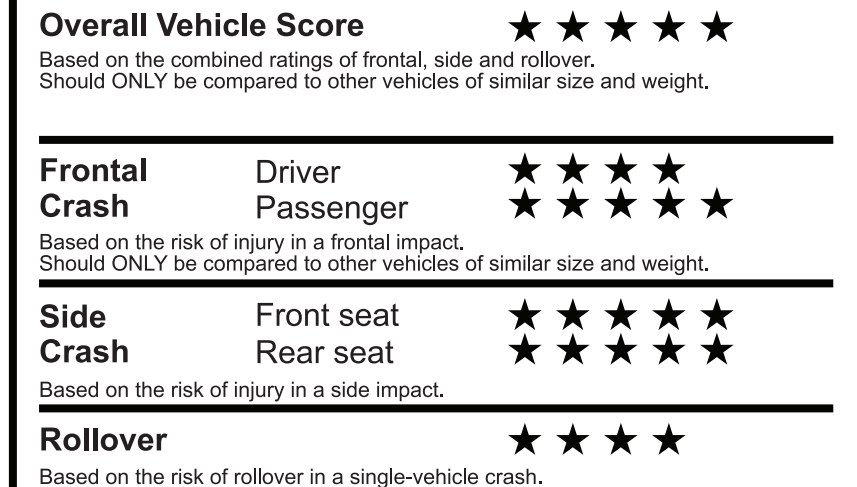 Overall Vehicle Score ★ ★ ★ ★ ★
Based on the combined ratings of frontal, side and rollover.
Should ONLY be compared to other vehicles of similar size and weight.
Frontal Driver ★ ★ ★ ★
Crash Passenger ★ ★ ★ ★ ★
Based on the risk of injury in a frontal impact.
Should ONLY be compared to other vehicles of similar size and weight.
Side Front seat ★ ★ ★ ★ ★
Crash Rear seat ★ ★ ★ ★ ★
Based on the risk of injury in a side impact.
Rollover ★ ★ ★ ★
Based on the risk of rollover in a single-vehicle crash.